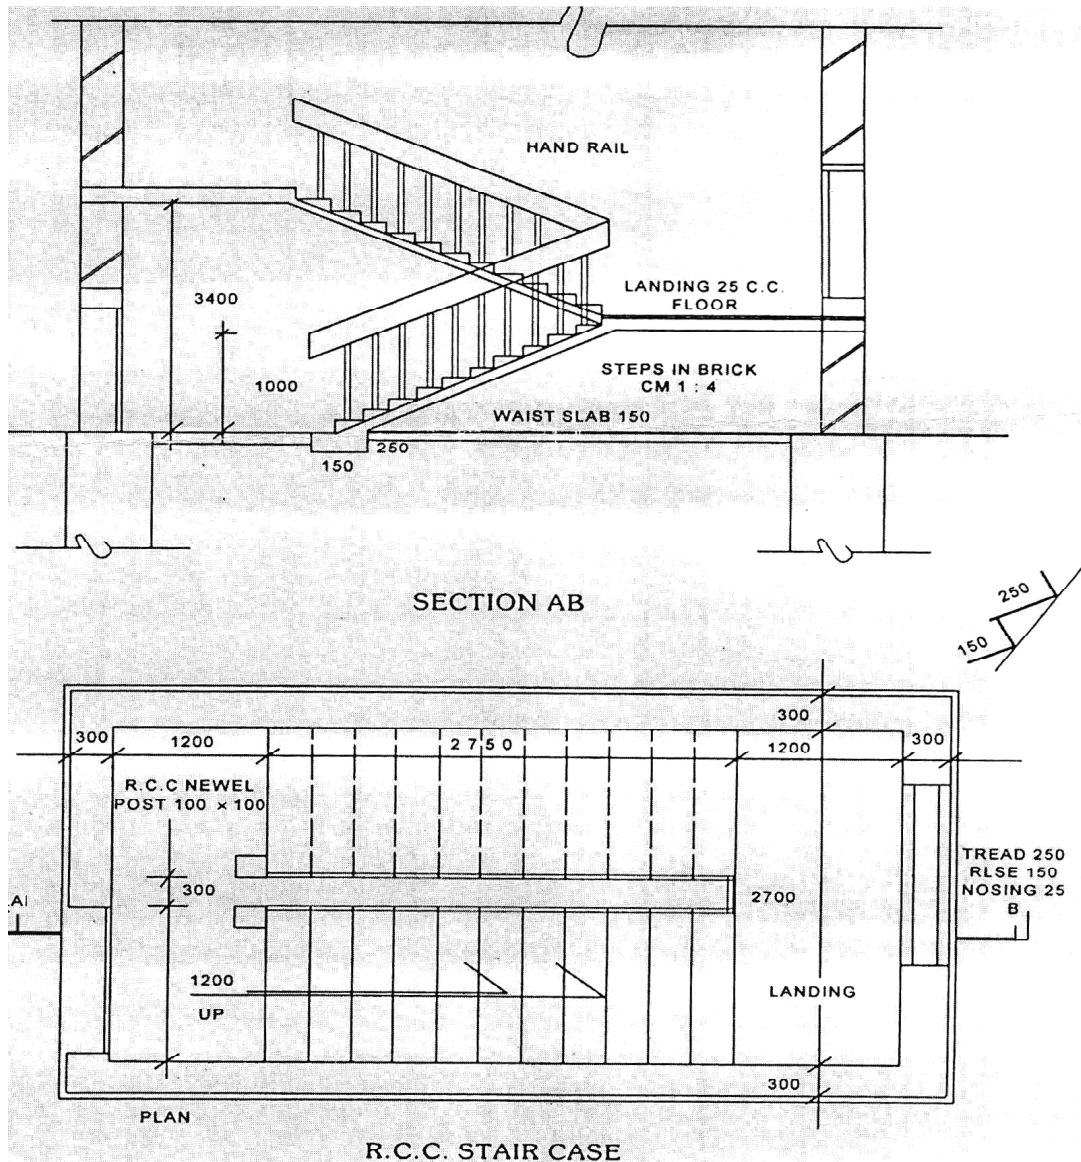 HAND RAIL
LANDING 25 C.C.
FLOOR
3400
1000
STEPS IN BRICK
CM 1 : 4
WAIST SLAB 150
250
150
SECTION AB
250
150
300
300
1200
2750
1200
300
R.C.C NEWEL
POST 100 × 100
TREAD 250
RLSE 150
NOSING 25
300
2700
AI
B
1200
UP
LANDING
300
PLAN
R.C.C. STAIR CASE